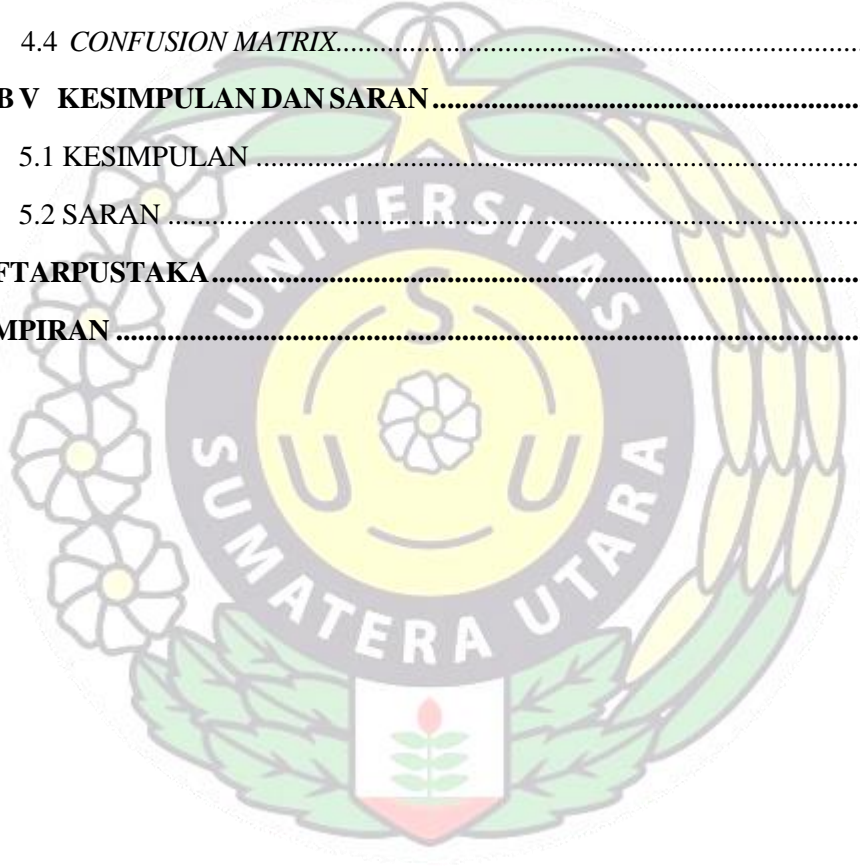 4.4 CONFUSION MATRIX.....................................................................
B V KESIMPULAN DAN SARAN.....................................................
5.1 KESIMPULAN ...............................................................................
5.2 SARAN ...........................................................................................
FTARPUSTAKA.................................................................................
MPIRAN ..............................................................................................
UNIVERSITAS
SUMATERA UTARA
S
U U